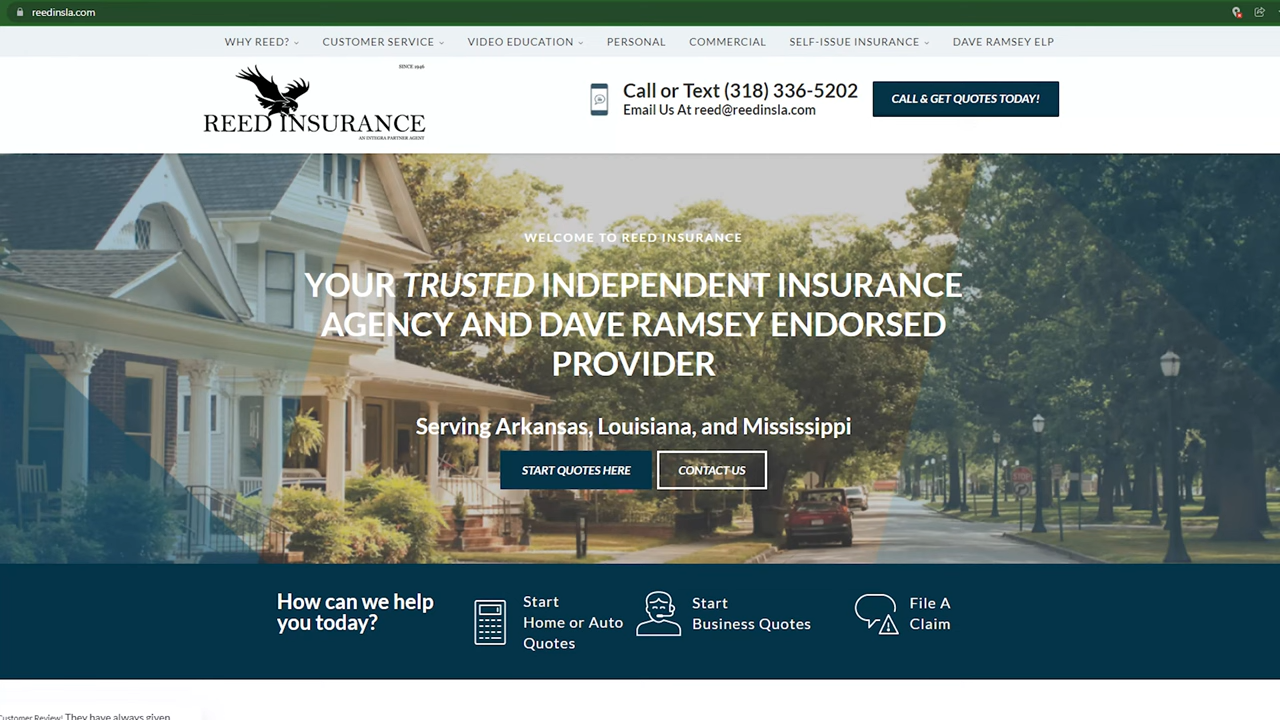 reedinsla.com
WHY REED? CUSTOMER SERVICE VIDEO EDUCATION PERSONAL COMMERCIAL SELF-ISSUE INSURANCE DAVE RAMSEY ELP
SINCE 1946
REED INSURANCE
AN INTEGRA PARTNER AGENT
Call or Text (318) 336-5202
Email Us At reed@reedinsla.com
CALL & GET QUOTES TODAY!
WELCOME TO REED INSURANCE
YOUR TRUSTED INDEPENDENT INSURANCE
AGENCY AND DAVE RAMSEY ENDORSED
PROVIDER
Serving Arkansas, Louisiana, and Mississippi
START QUOTES HERE
CONTACT US
How can we help
you today?
Start
Home or Auto
Quotes
Start
Business Quotes
File A
Claim
Customer Review! They have always given